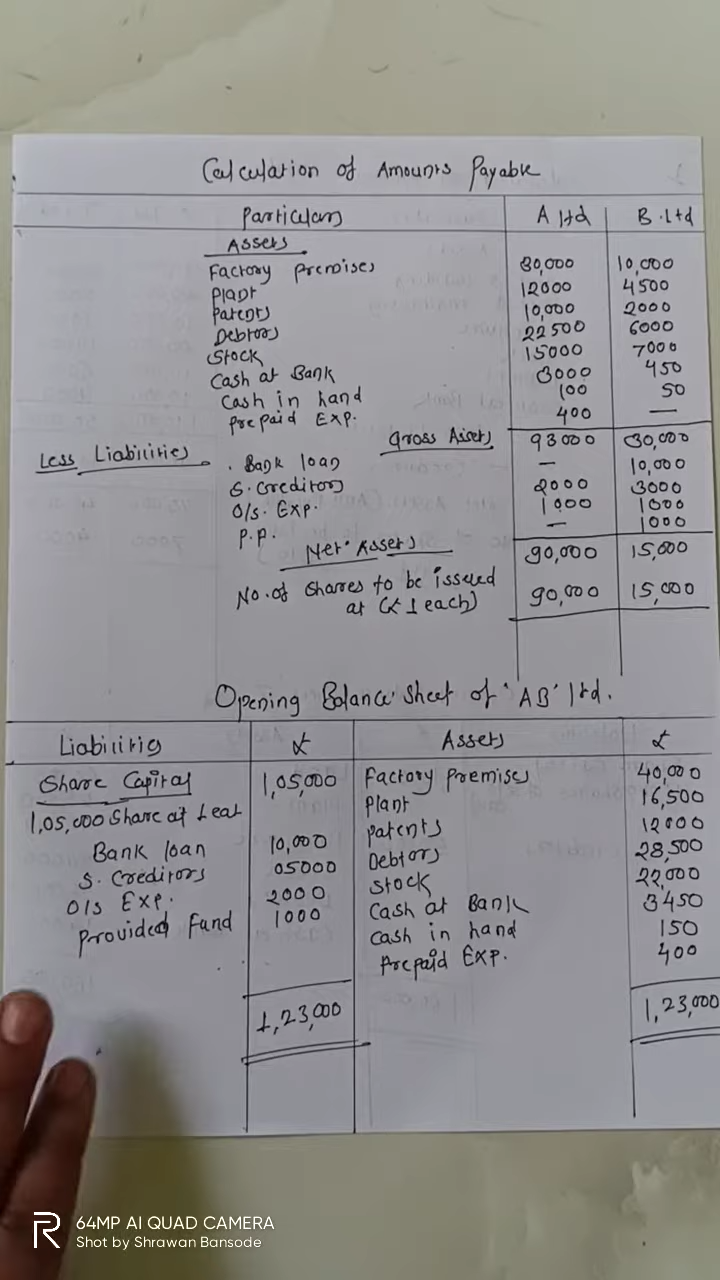 Calculation of Amounts Payable
Particulars A ltd B.ltd
Assets
Factory Premises 30,000 10,000
Plant 12000 4500
Patents 10,000 2000
Debtors 22500 6000
Stock 15000 7000
Cash at Bank 3000 450
Cash in hand 100 50
Prepaid Exp. 400 —
Gross Assets 93000 30,000
Less Liabilities . Bank loan — 10,000
S. Creditors 2000 3000
O/s. Exp. 1000 1000
P.P. — 1000
Net. Assets 90,000 15,000
No. of Shares to be issued at (₤ 1 each) 90,000 15,000
Opening Balance Sheet of 'AB' ltd.
Liabilities ₤ Assets ₤
Share Capital 1,05,000 Factory Premises 40,000
1,05,000 Share at 1 each Plant 16,500
Bank loan 10,000 Patents 12000
S. Creditors 05000 Debtors 28,500
O/s Exp. 2000 Stock 22,000
Provided Fund 1000 Cash at Bank 3450
Cash in hand 150
Prepaid Exp. 400
1,23,000 1,23,000
64MP AI QUAD CAMERA
Shot by Shrawan Bansode